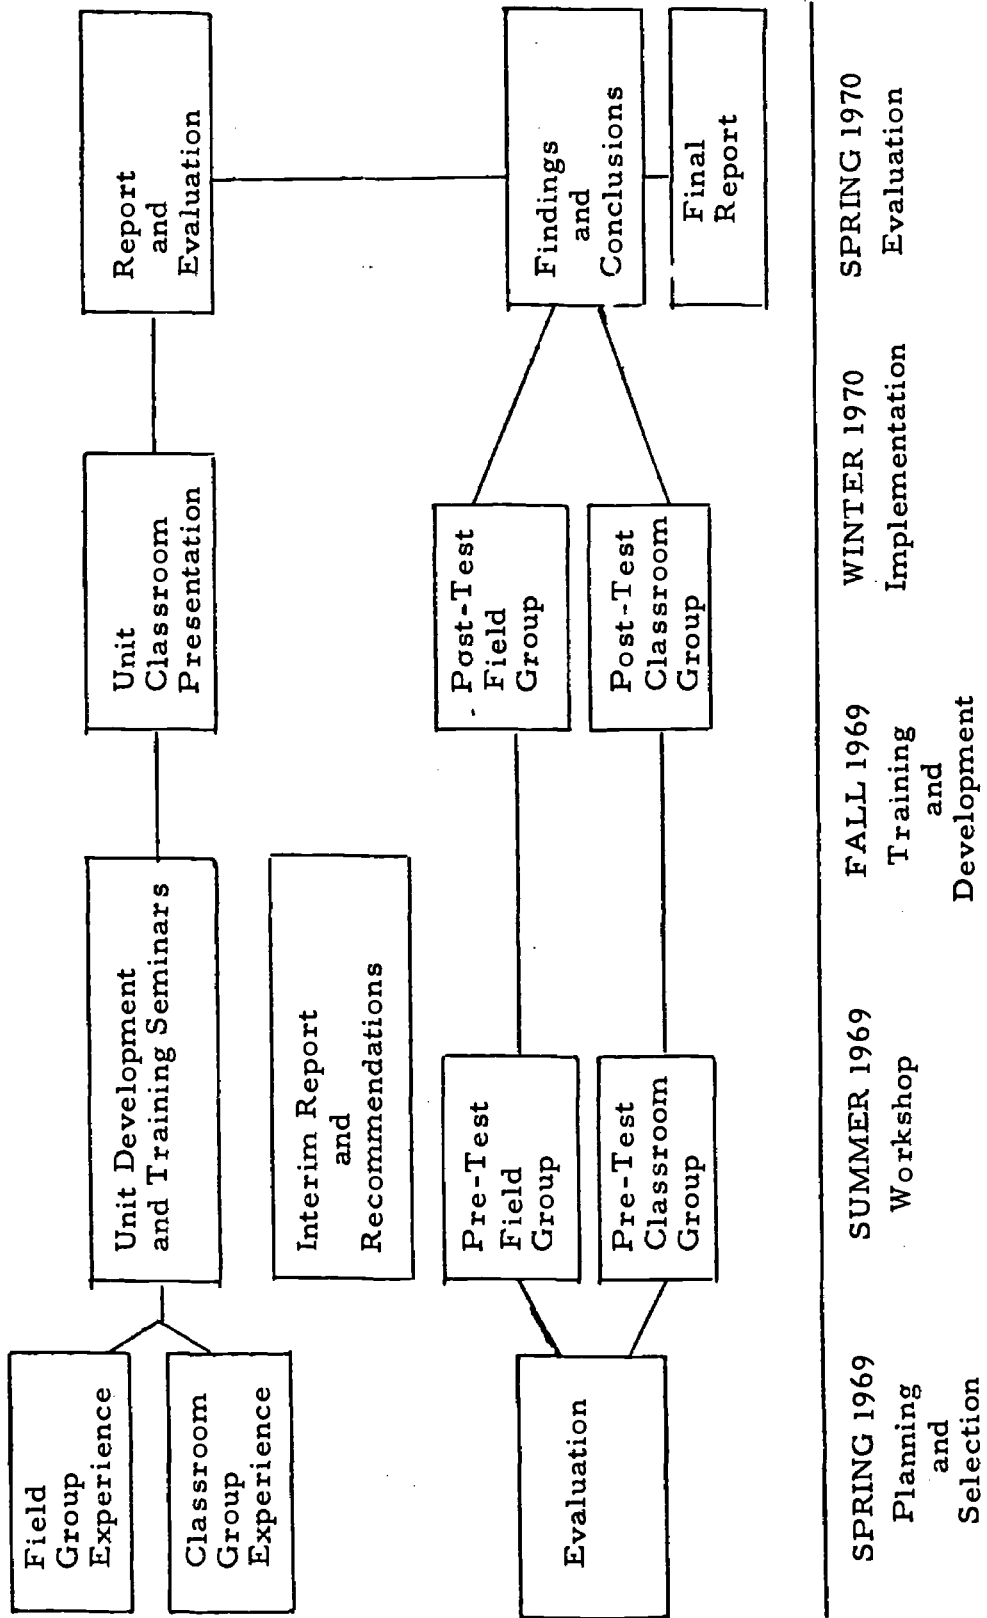 Field
Group
Experience
Classroom
Group
Experience
Unit Development
and Training Seminars
Unit
Classroom
Presentation
Report
and
Evaluation
Interim Report
and
Recommendations
Evaluation
Pre-Test
Field
Group
Pre-Test
Classroom
Group
Post-Test
Field
Group
Post-Test
Classroom
Group
Findings
and
Conclusions
Final
Report
SPRING 1969
Planning
and
Selection
SUMMER 1969
Workshop
FALL 1969
Training
and
Development
WINTER 1970
Implementation
SPRING 1970
Evaluation